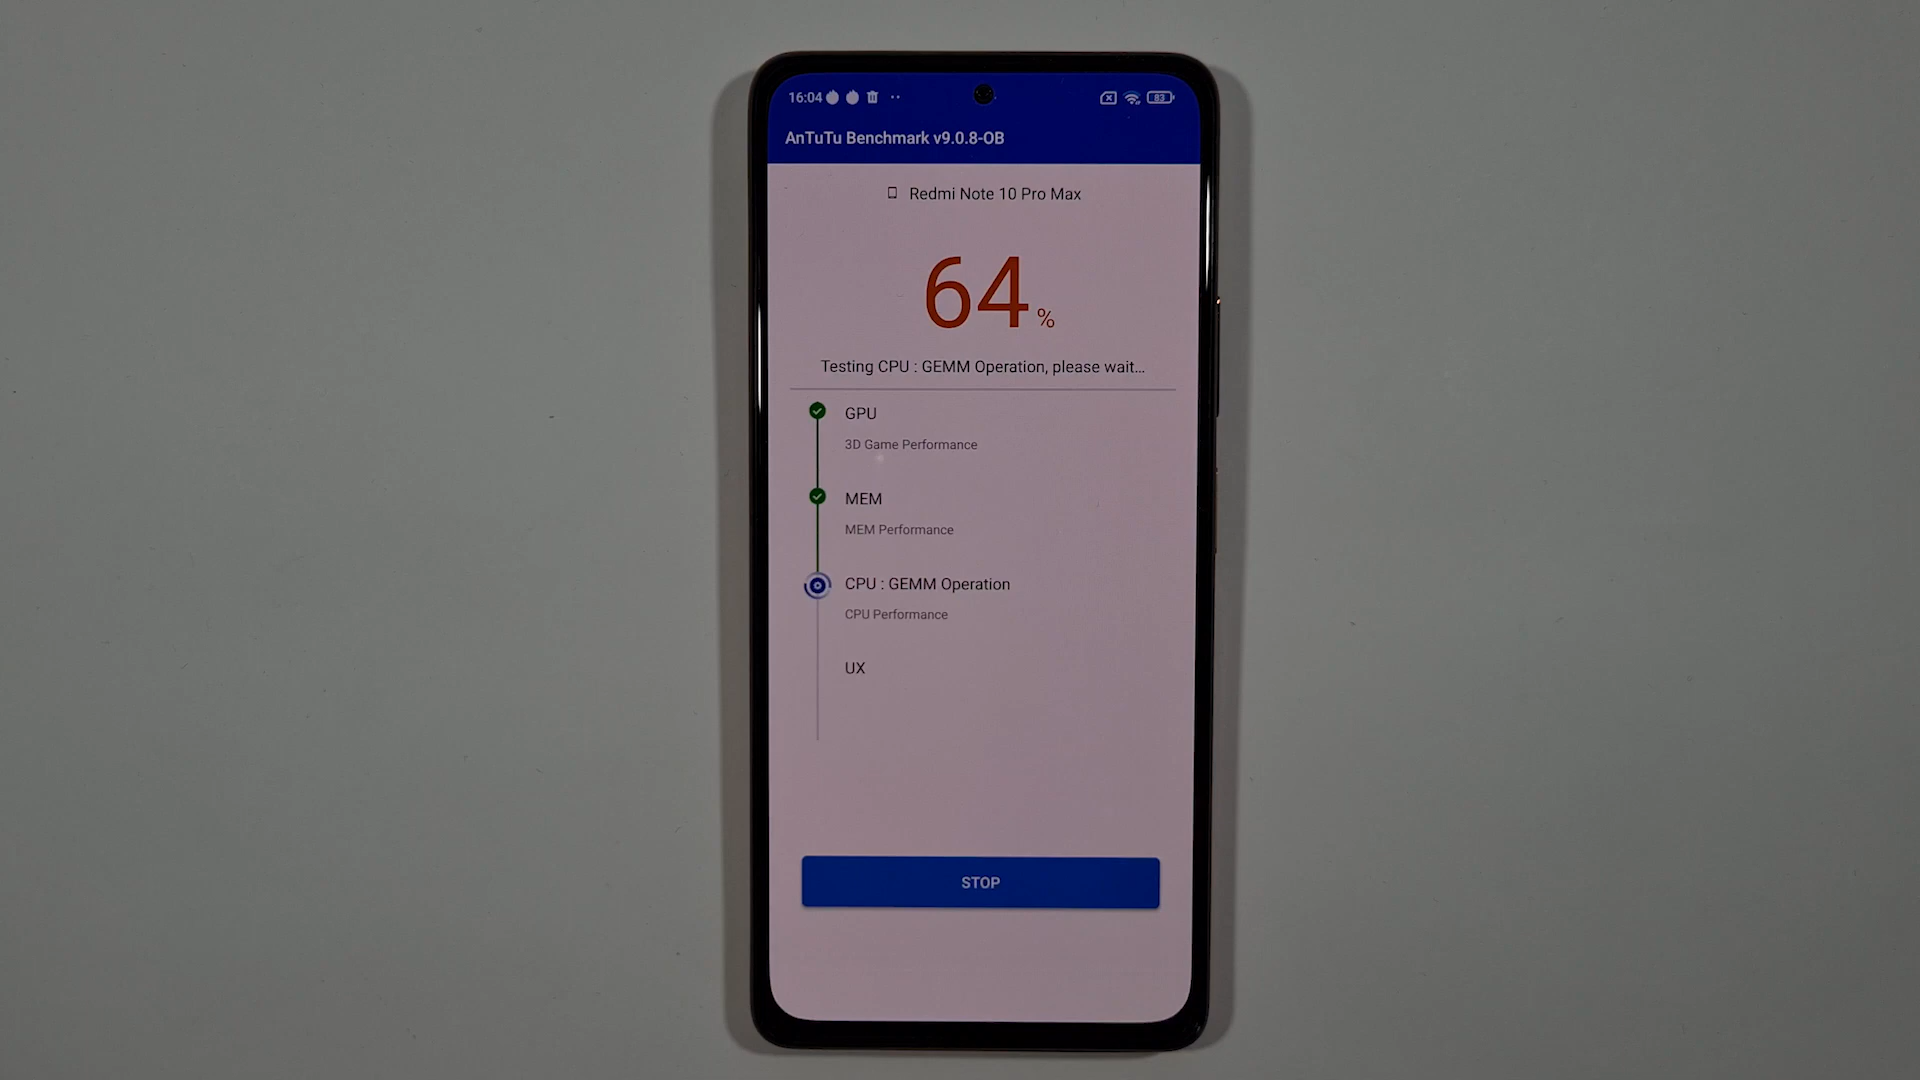 16:04 83
AnTuTu Benchmark v9.0.8-OB
Redmi Note 10 Pro Max
64 %
Testing CPU : GEMM Operation, please wait...
GPU
3D Game Performance
MEM
MEM Performance
CPU : GEMM Operation
CPU Performance
UX
STOP